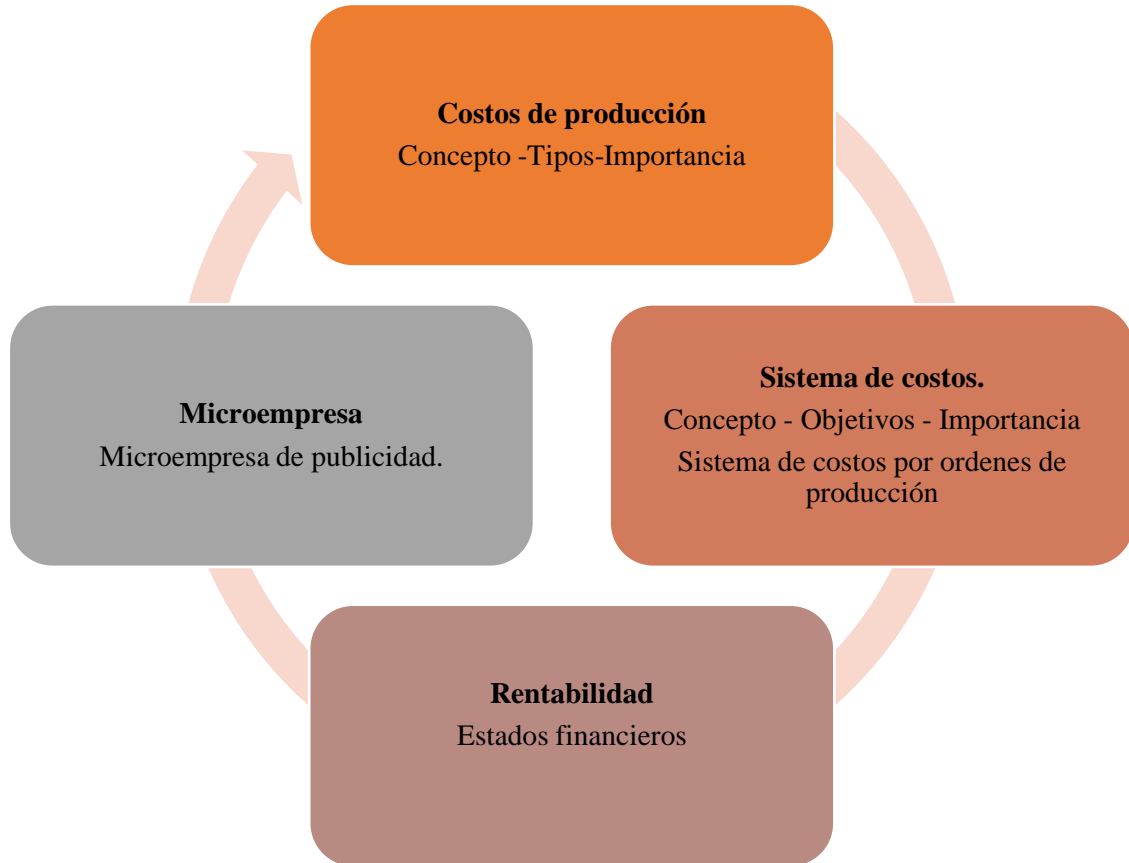 Costos de producción
Concepto -Tipos-Importancia
Sistema de costos.
Concepto - Objetivos - Importancia
Sistema de costos por ordenes de
producción
Rentabilidad
Estados financieros
Microempresa
Microempresa de publicidad.